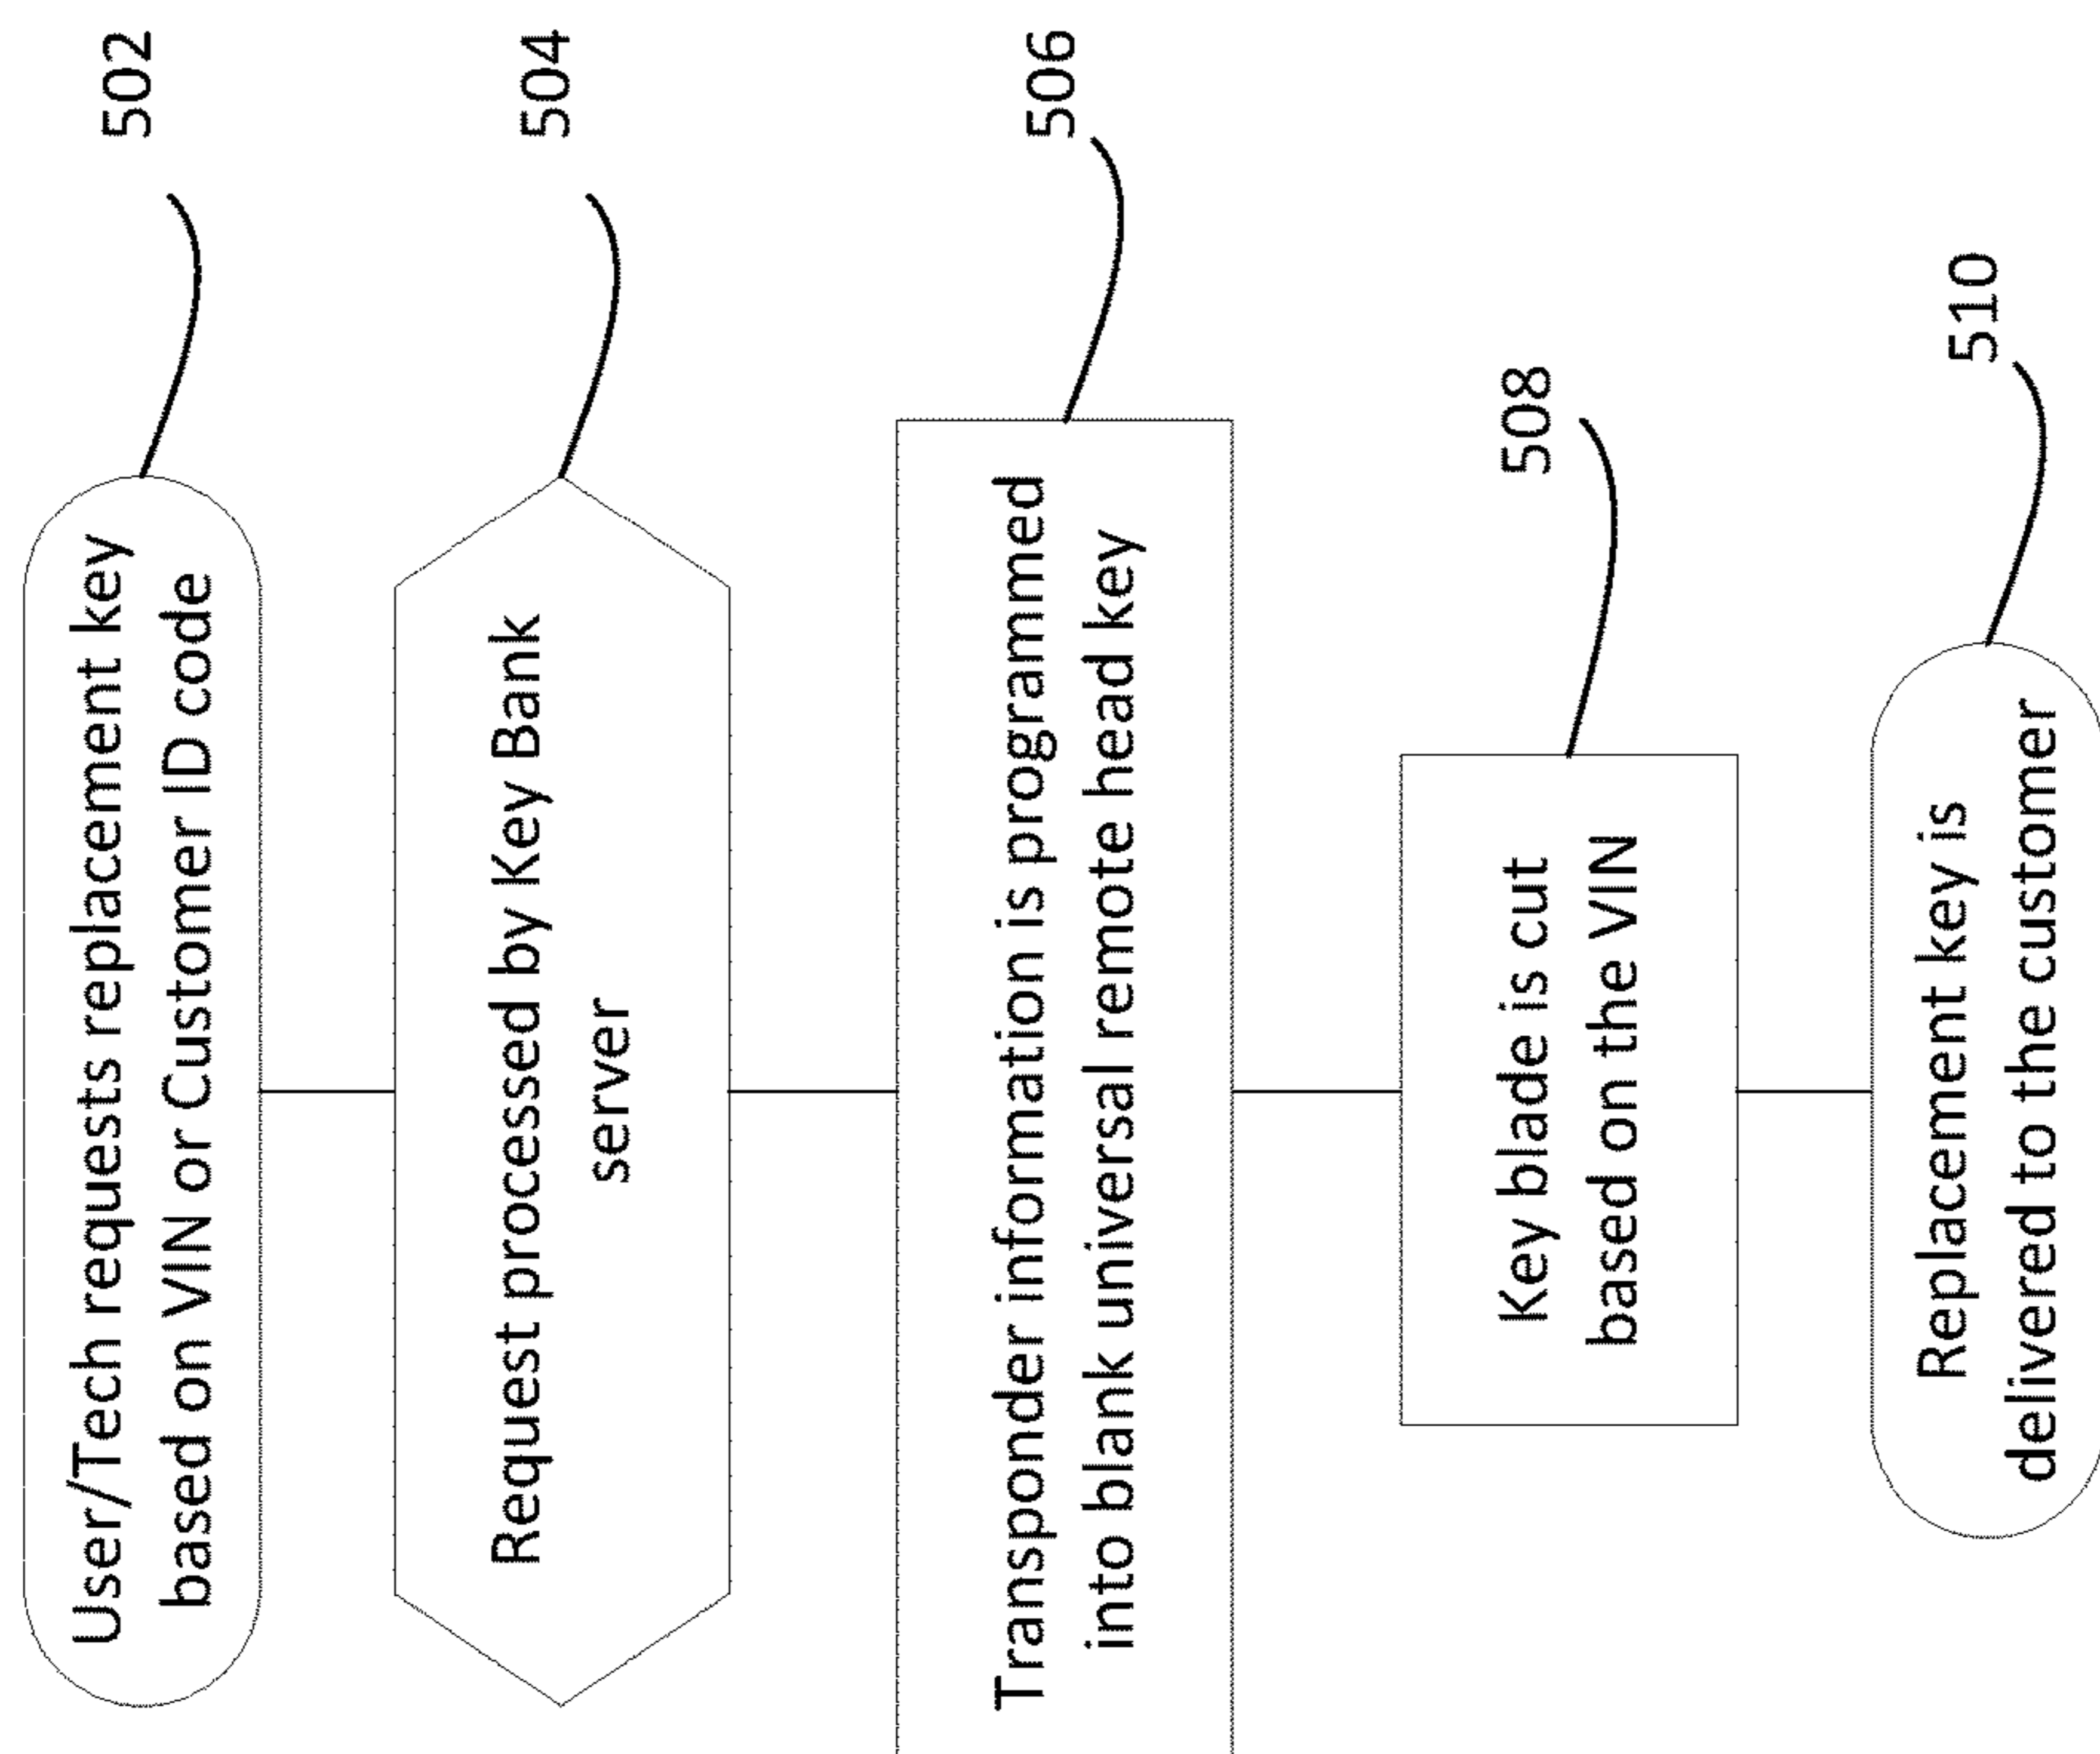 User/Tech requests replacement key
based on VIN or Customer ID code
502
Request processed by Key Bank
server
504
Transponder information is programmed
into blank universal remote head key
506
Key blade is cut
based on the VIN
508
Replacement key is
delivered to the customer
510